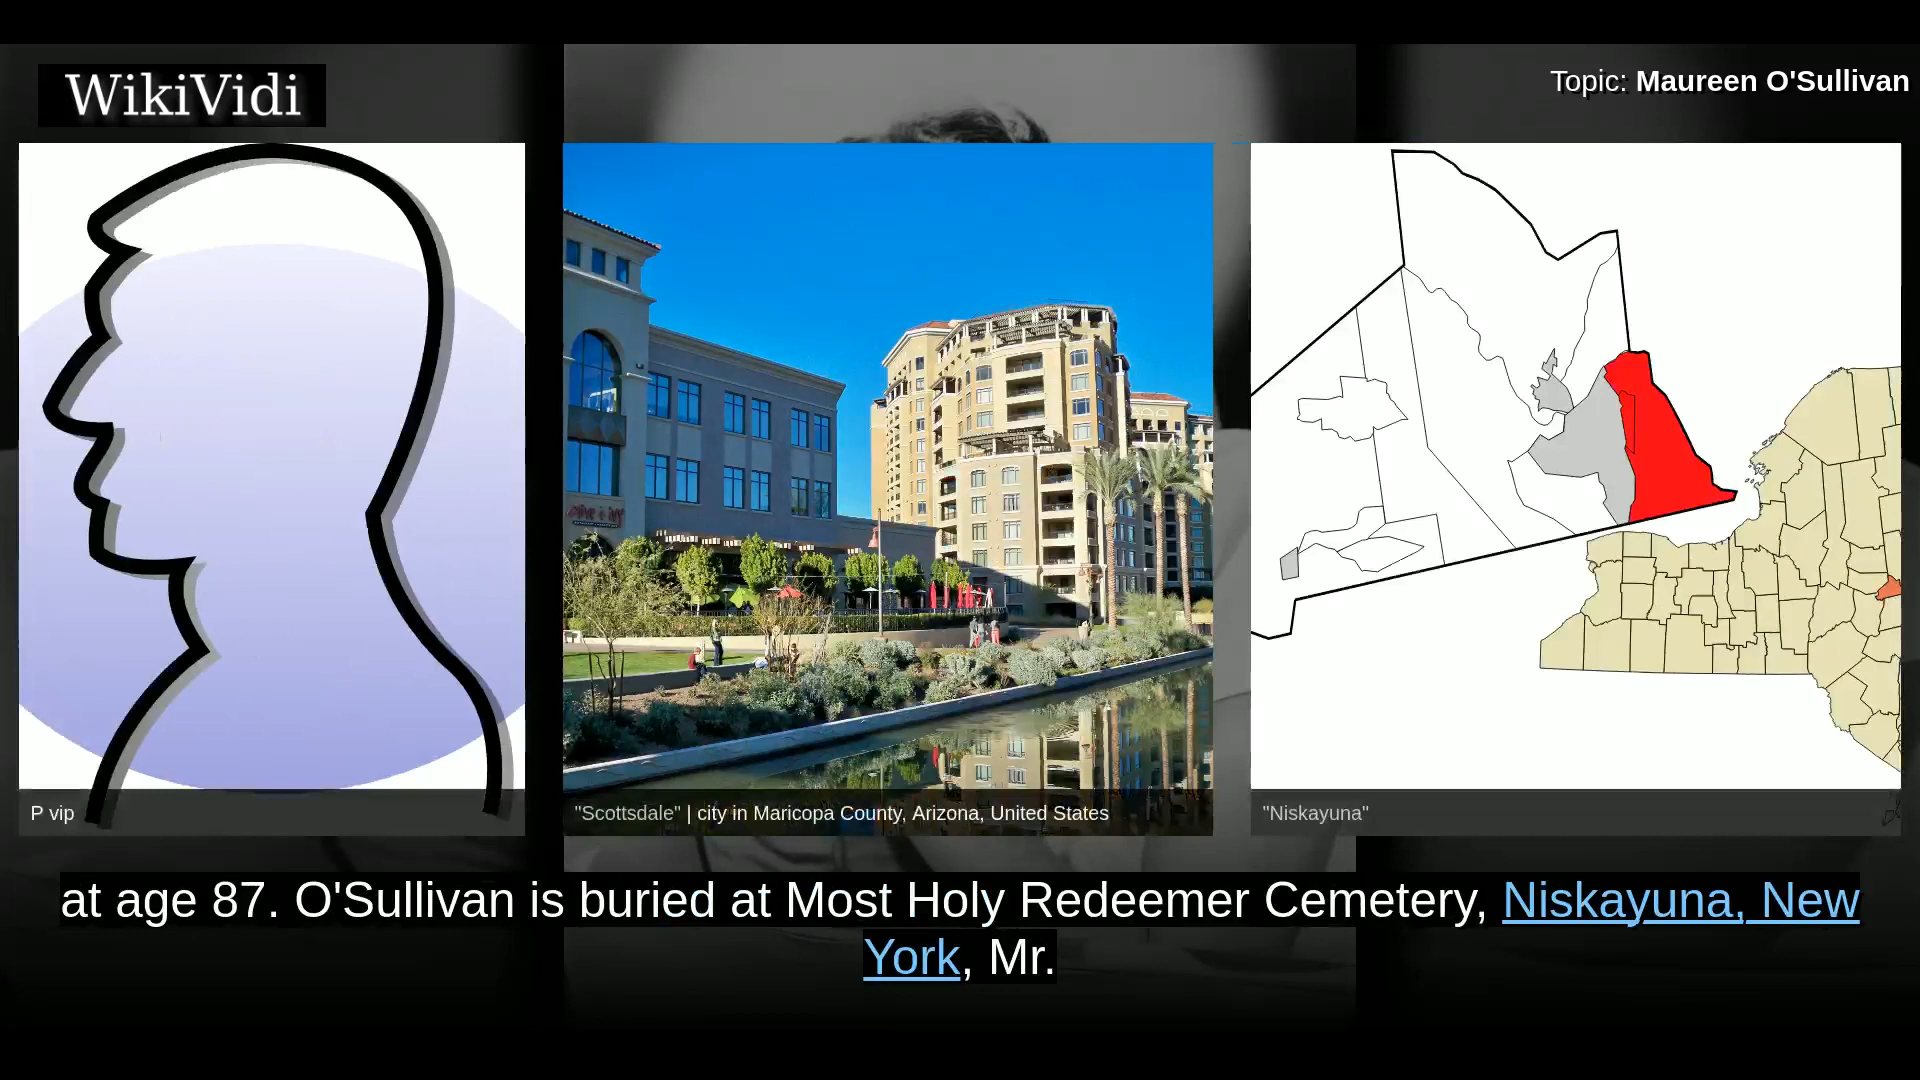 WikiVidi
Topic: Maureen O'Sullivan
P vip
"Scottsdale" | city in Maricopa County, Arizona, United States
"Niskayuna"
at age 87. O'Sullivan is buried at Most Holy Redeemer Cemetery, Niskayuna, New
York, Mr.